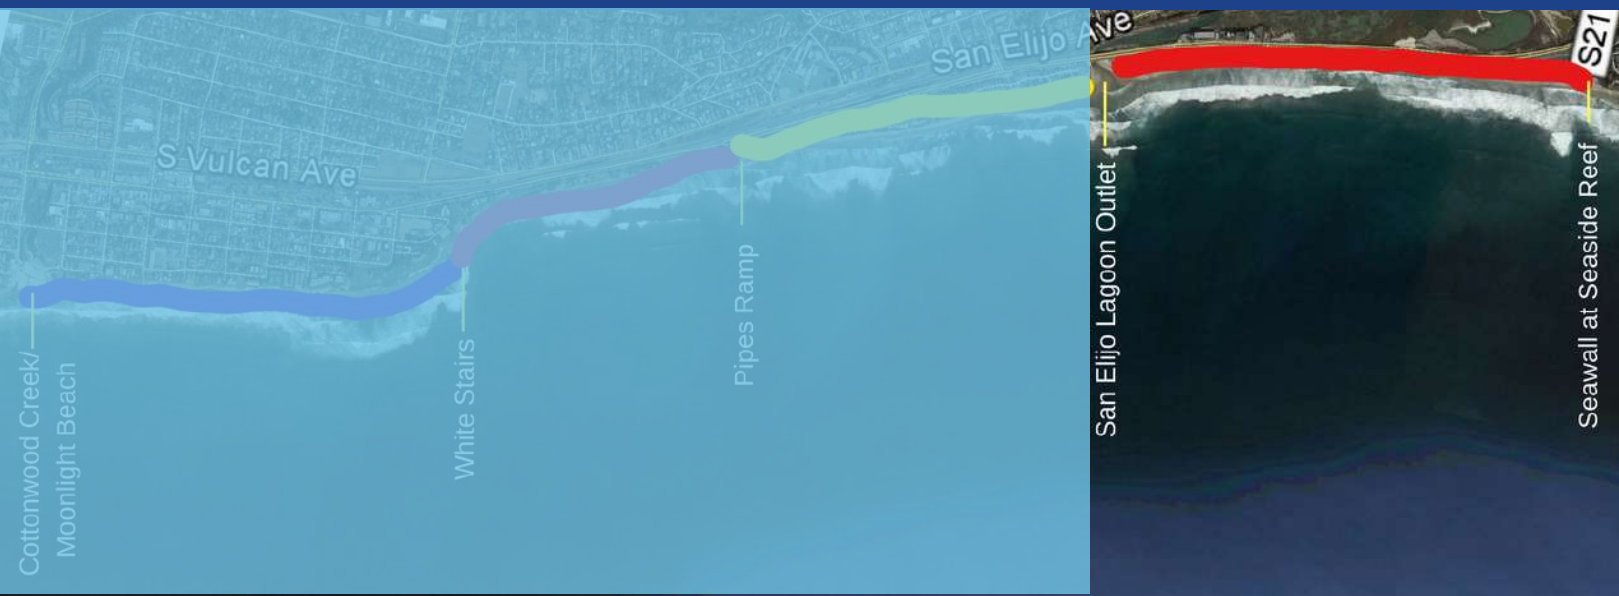 San Elijo Ave
S21
S Vulcan Ave
Cottonwood Creek/
Moonlight Beach
White Stairs
Pipes Ramp
San Elijo Lagoon Outlet
Seawall at Seaside Reef